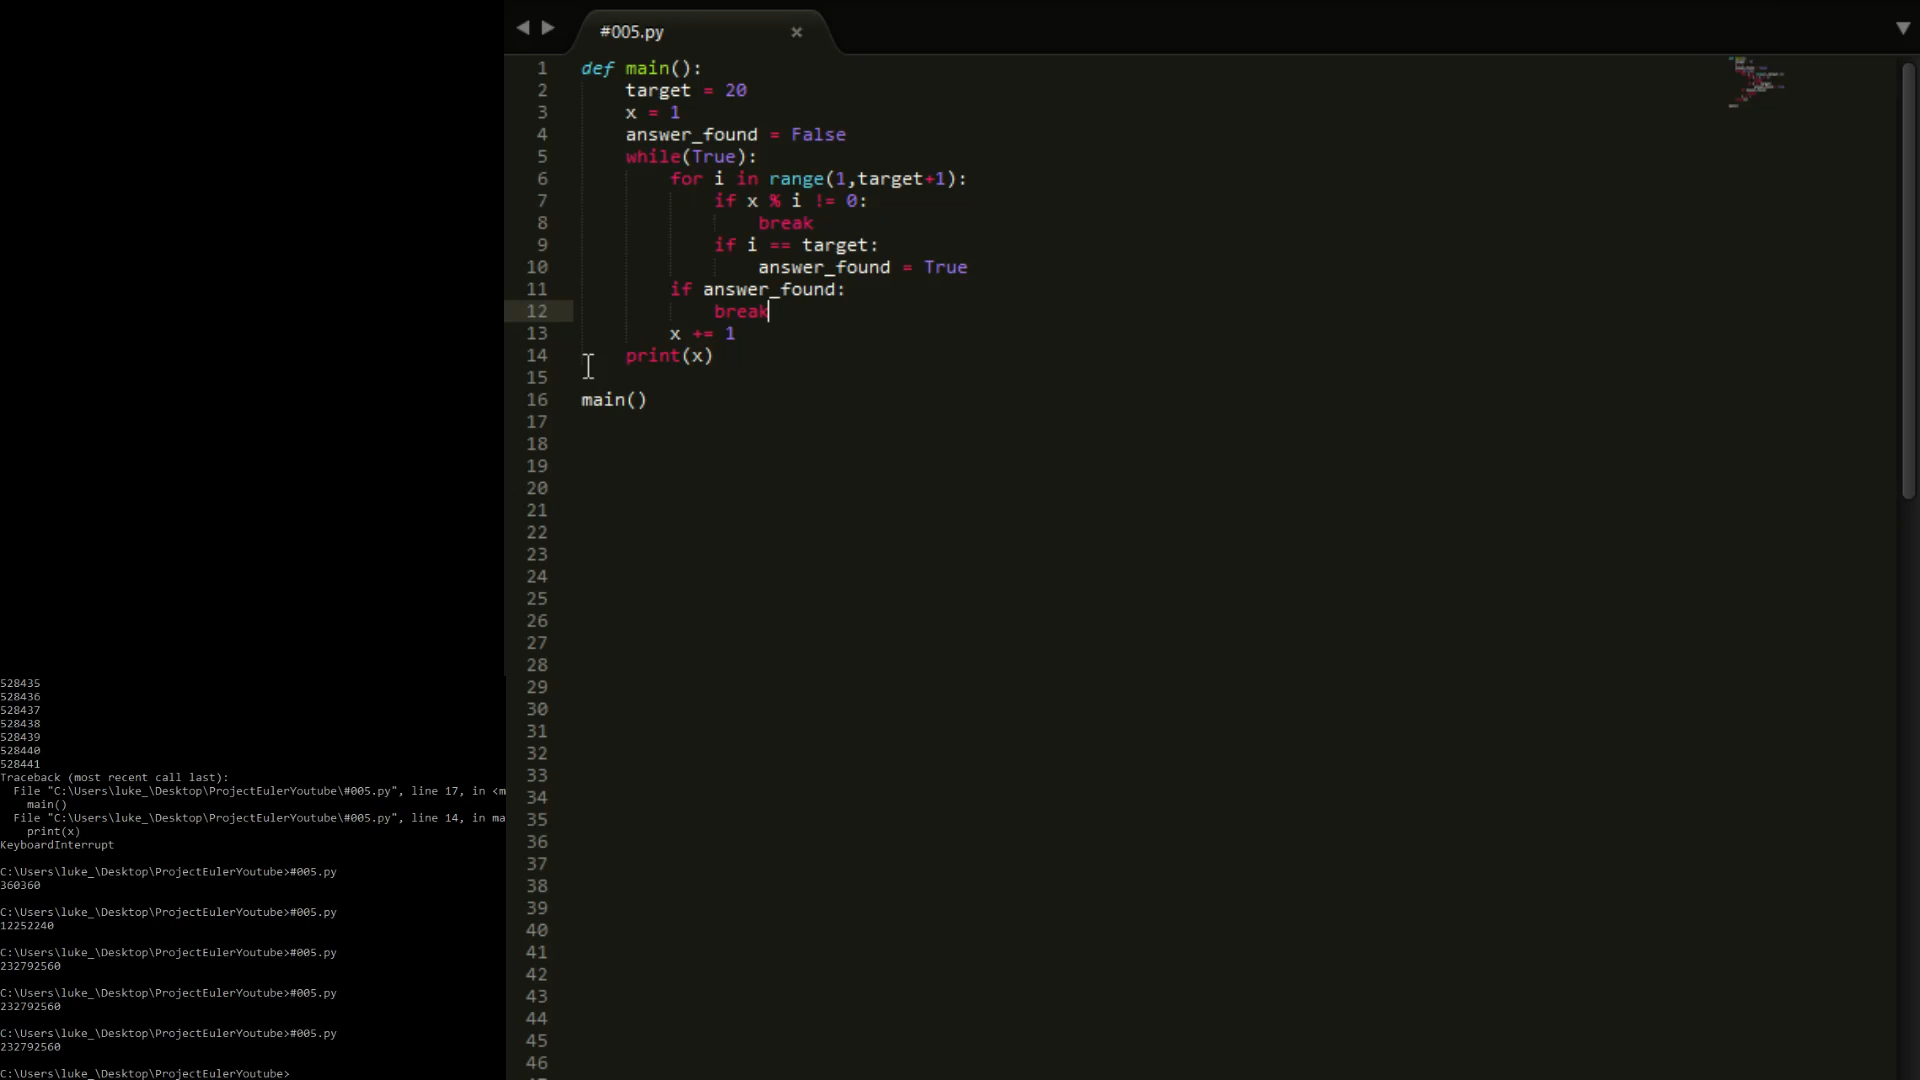 528435
528436
528437
528438
528439
528440
528441
Traceback (most recent call last):
  File "C:\Users\luke_\Desktop\ProjectEulerYoutube\#005.py", line 17, in <m
    main()
  File "C:\Users\luke_\Desktop\ProjectEulerYoutube\#005.py", line 14, in ma
    print(x)
KeyboardInterrupt
C:\Users\luke_\Desktop\ProjectEulerYoutube>#005.py
360360
C:\Users\luke_\Desktop\ProjectEulerYoutube>#005.py
12252240
C:\Users\luke_\Desktop\ProjectEulerYoutube>#005.py
232792560
C:\Users\luke_\Desktop\ProjectEulerYoutube>#005.py
232792560
C:\Users\luke_\Desktop\ProjectEulerYoutube>#005.py
232792560
C:\Users\luke_\Desktop\ProjectEulerYoutube>
#005.py
1 def main():
2     target = 20
3     x = 1
4     answer_found = False
5     while(True):
6         for i in range(1,target+1):
7             if x % i != 0:
8                 break
9             if i == target:
10                 answer_found = True
11         if answer_found:
12             break
13         x += 1
14     print(x)
15
16 main()
17
18
19
20
21
22
23
24
25
26
27
28
29
30
31
32
33
34
35
36
37
38
39
40
41
42
43
44
45
46